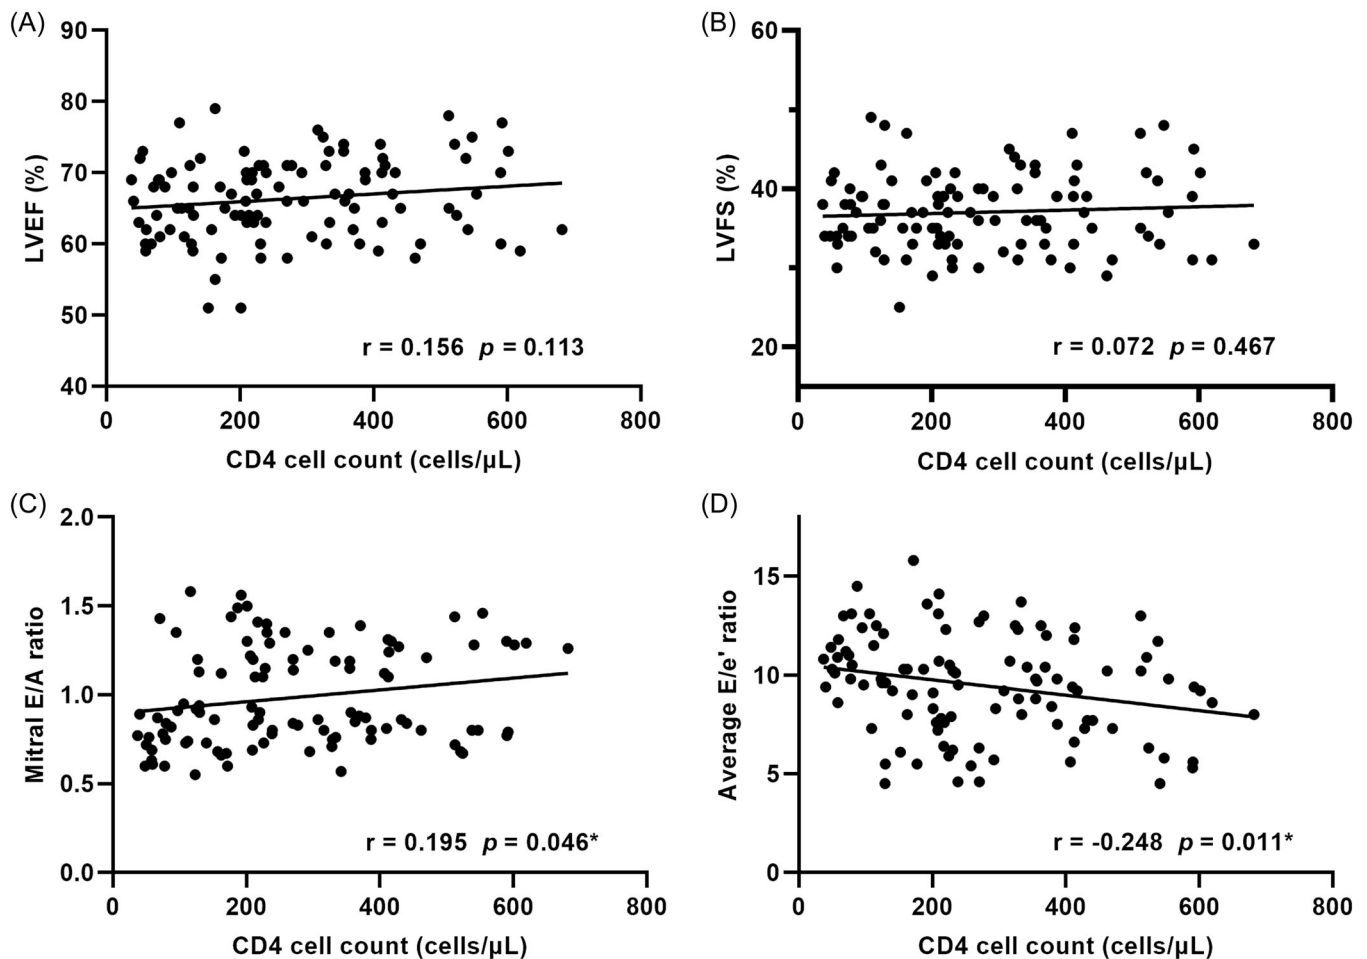 (A)
90
80
70
60
50
40
LVEF (%)
r = 0.156 p = 0.113
0 200 400 600 800
CD4 cell count (cells/μL)
(B)
60
40
20
LVFS (%)
r = 0.072 p = 0.467
0 200 400 600 800
CD4 cell count (cells/μL)
(C)
2.0
1.5
1.0
0.5
0.0
Mitral E/A ratio
r = 0.195 p = 0.046*
0 200 400 600 800
CD4 cell count (cells/μL)
(D)
15
10
5
0
Average E/e' ratio
r = -0.248 p = 0.011*
0 200 400 600 800
CD4 cell count (cells/μL)